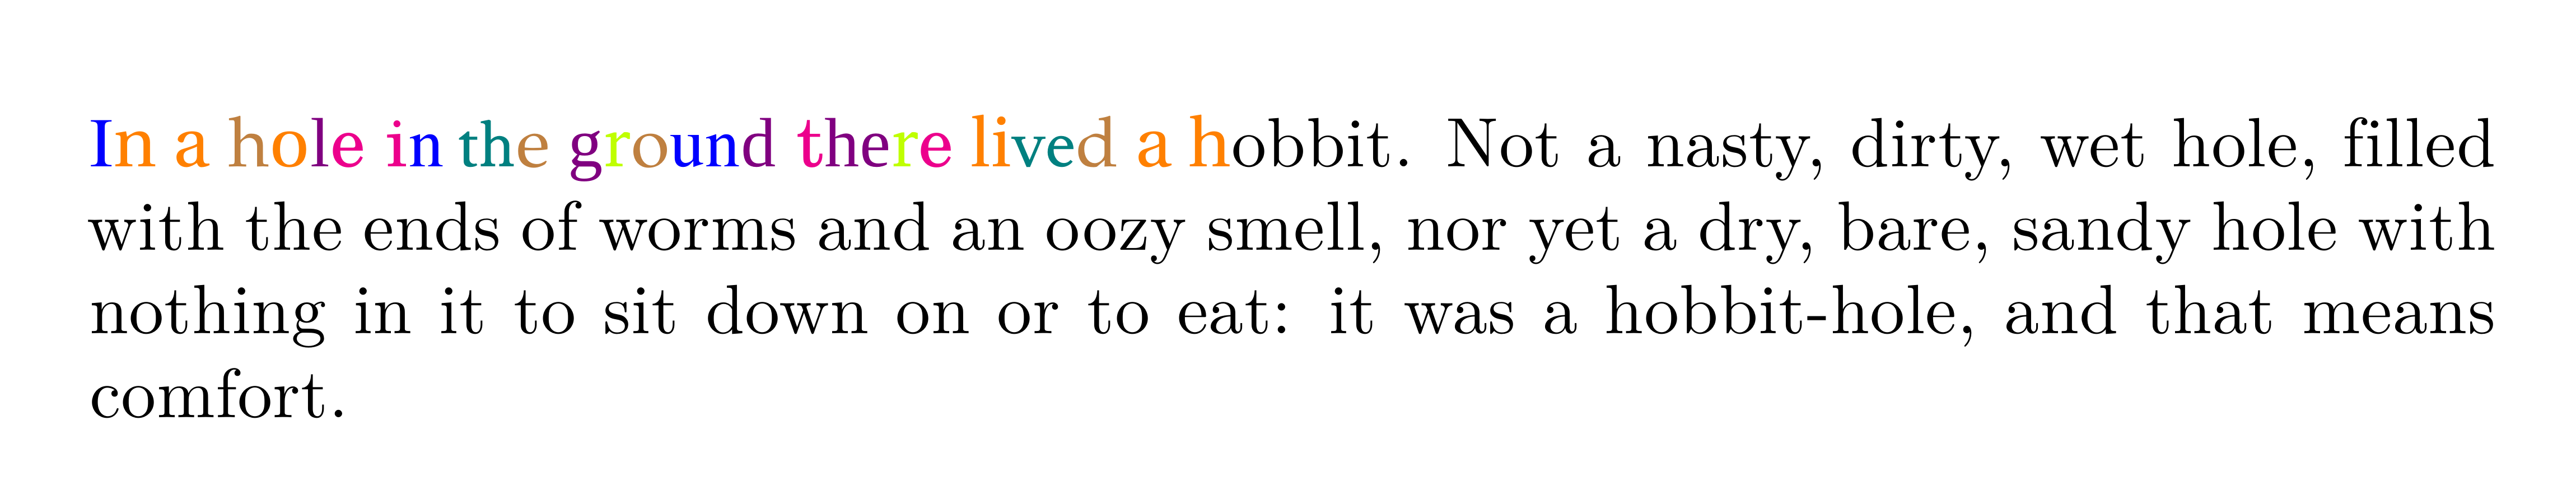 In a hole in the ground there lived a hobbit. Not a nasty, dirty, wet hole, filled
with the ends of worms and an oozy smell, nor yet a dry, bare, sandy hole with
nothing in it to sit down on or to eat: it was a hobbit-hole, and that means
comfort.